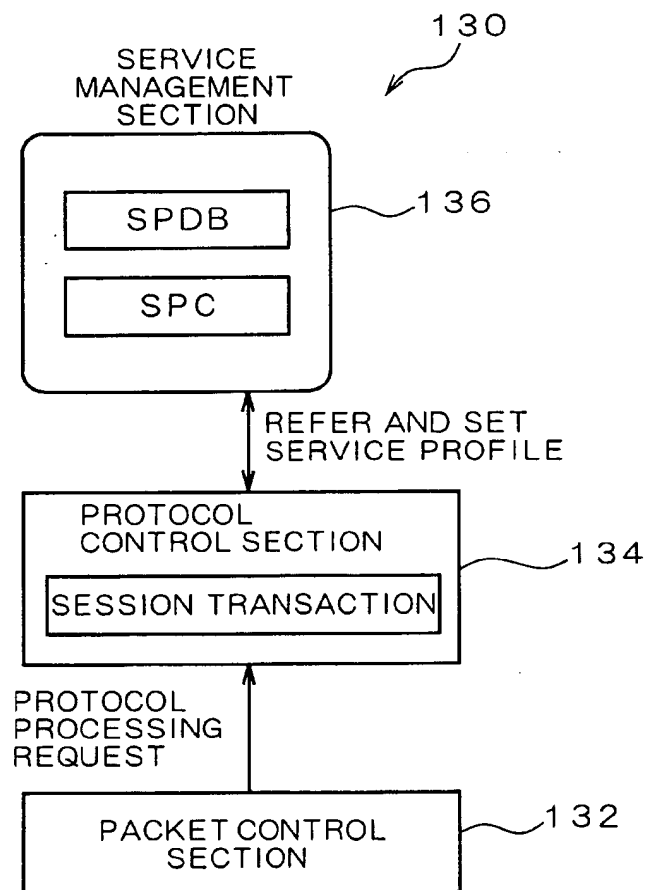 130
SERVICE
MANAGEMENT
SECTION
SPDB
136
SPC
REFER AND SET
SERVICE PROFILE
PROTOCOL
CONTROL SECTION
134
SESSION TRANSACTION
PROTOCOL
PROCESSING
REQUEST
132
PACKET CONTROL
SECTION